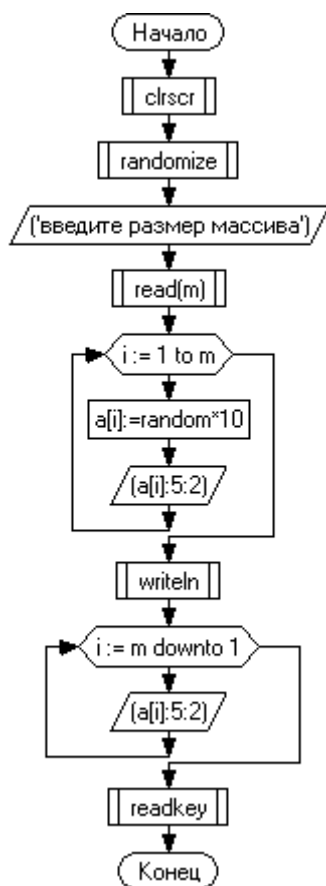 Начало
clrscr
randomize
('введите размер массива')
read(m)
i := 1 to m
a[i]:=random*10
(a[i]:5:2)
writeln
i := m downto 1
(a[i]:5:2)
readkey
Конец